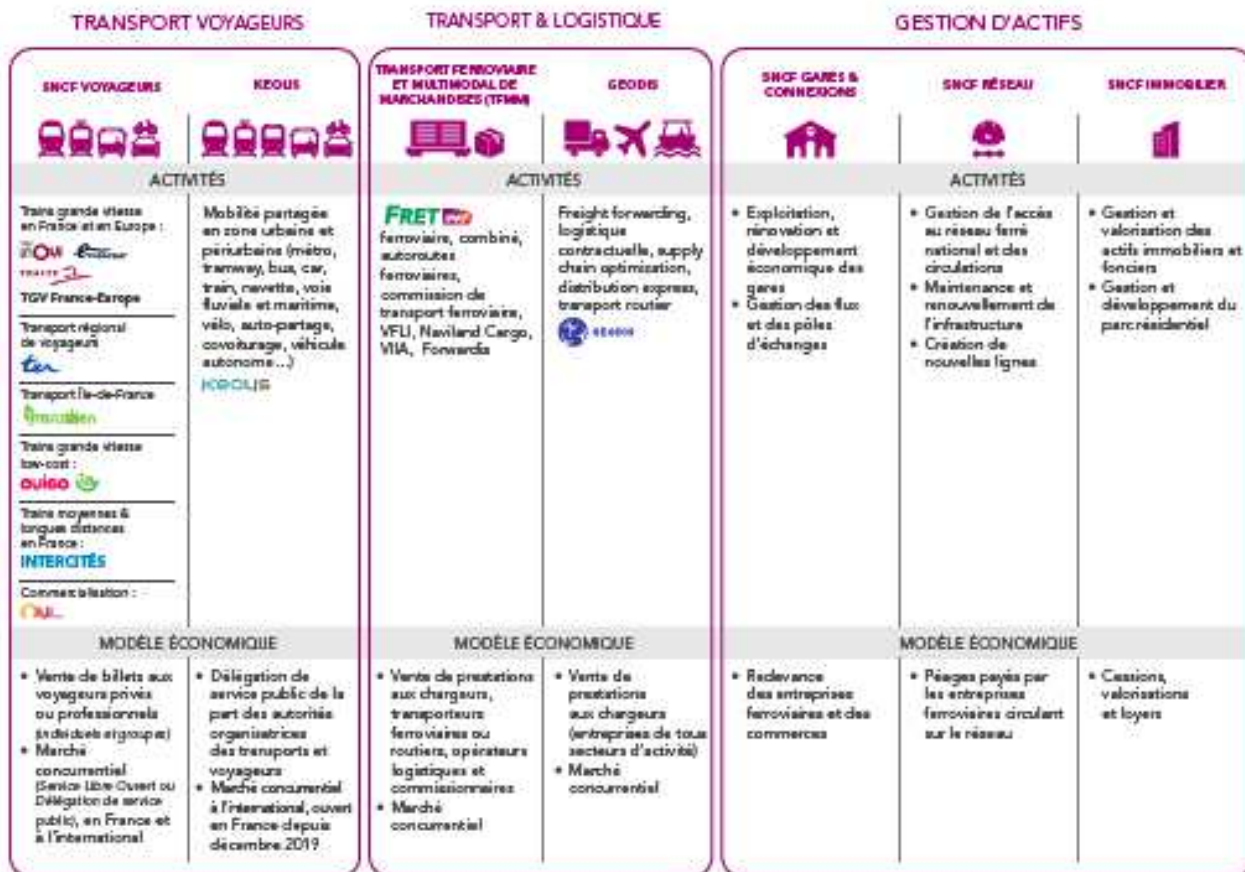 TRANSPORT VOYAGEURS
TRANSPORT & LOGISTIQUE
GESTION D'ACTIFS
SNCF VOYAGEURS
KEOLIS
TRANSPORT FERROVIAIRE
ET MULTIMODAL DE
MARCHANDISES (TFMM)
GEODIS
SNCF GARES &
CONNEXIONS
SNCF RÉSEAU
SNCF IMMOBILIER
ACTIVITÉS
ACTIVITÉS
ACTIVITÉS
Trains grande vitesse
en France et en Europe :
inOUI
TGV France-Europe
Transport régional
de voyageurs
ter
Transport Île-de-France
transilien
Trains grande vitesse
low-cost :
OUIGO
Trains moyennes &
longues distances
en France :
INTERCITÉS
Commercialisation :
OUI
Mobilité partagée
en zone urbaine et
périurbaine (métro,
tramway, bus, car,
train, navette, voie
fluviale et maritime,
vélo, auto-partage,
covoiturage, véhicule
autonome...)
KEOLIS
FRET SNCF
ferroviaire, combiné,
autoroutes
ferroviaires,
commission de
transport ferroviaire,
VFLI, Naviland Cargo,
VIIA, Forwardis
Freight forwarding,
logistique
contractuelle, supply
chain optimisation,
distribution express,
transport routier
GEODIS
• Exploitation,
rénovation et
développement
économique des
gares
• Gestion des flux
et des pôles
d'échanges
• Gestion de l'accès
au réseau ferré
national et des
circulations
• Maintenance et
renouvellement de
l'infrastructure
• Création de
nouvelles lignes
• Gestion et
valorisation des
actifs immobiliers et
fonciers
• Gestion et
développement du
parc résidentiel
MODÈLE ÉCONOMIQUE
MODÈLE ÉCONOMIQUE
MODÈLE ÉCONOMIQUE
• Vente de billets aux
voyageurs privés
ou professionnels
(individuels et groupes)
• Marché
concurrentiel
(Service Libre Ouvert ou
Délégation de service
public), en France et
à l'international
• Délégation de
service public de la
part des autorités
organisatrices
des transports et
voyageurs
• Marché concurrentiel
à l'international, ouvert
en France depuis
décembre 2019
• Vente de prestations
aux chargeurs,
transporteurs
ferroviaires ou
routiers, opérateurs
logistiques et
commissionnaires
• Marché
concurrentiel
• Vente de
prestations
aux chargeurs
(entreprises de tous
secteurs d'activité)
• Marché
concurrentiel
• Redevance
des entreprises
ferroviaires et des
commerces
• Péages payés par
les entreprises
ferroviaires circulant
sur le réseau
• Cessions,
valorisations
et loyers